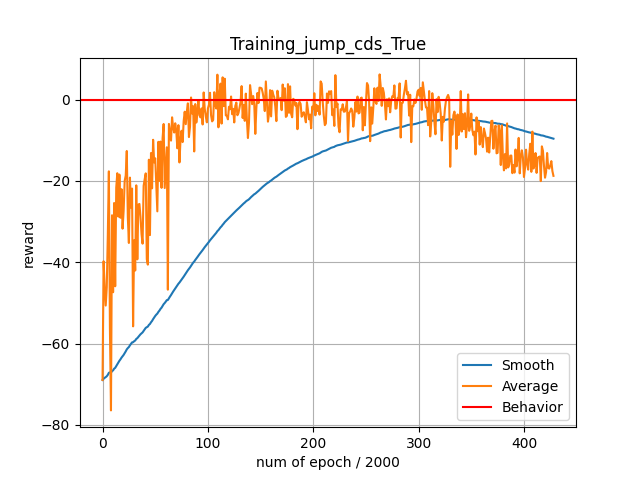 Training_jump_cds_True
reward
0
−20
−40
−60
−80
0 100 200 300 400
num of epoch / 2000
Smooth
Average
Behavior